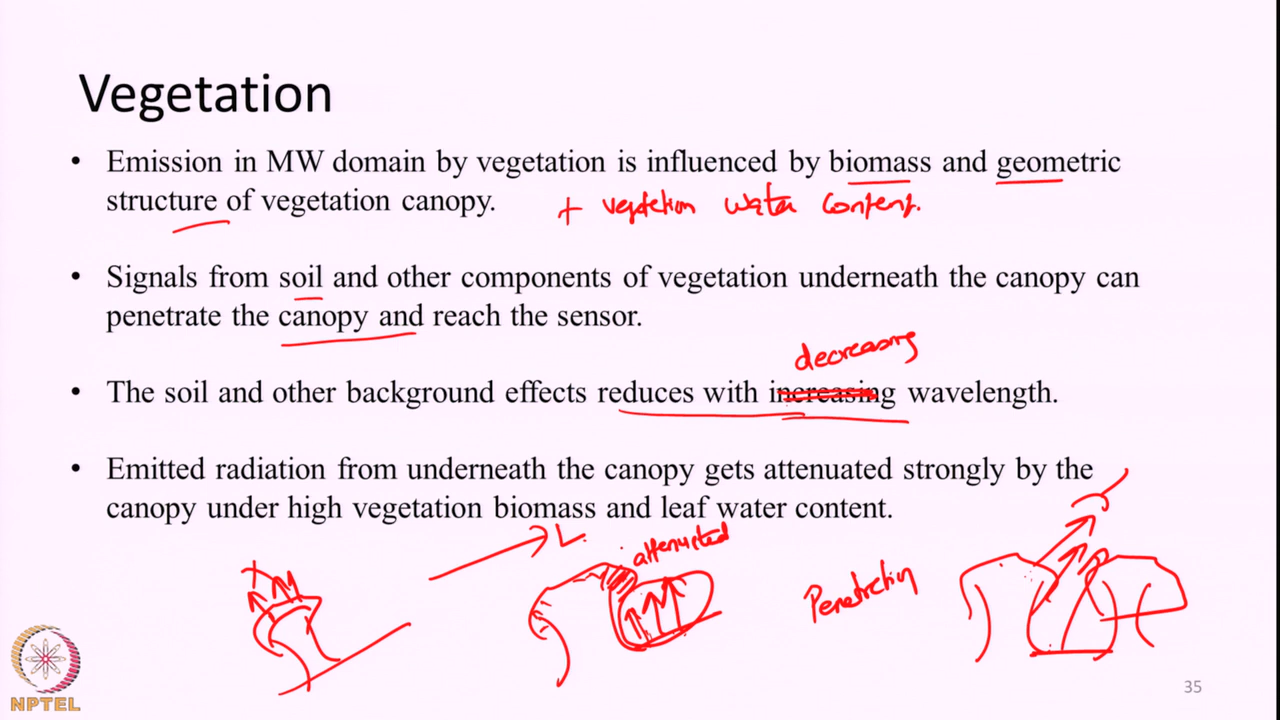 Vegetation
• Emission in MW domain by vegetation is influenced by biomass and geometric
structure of vegetation canopy.
+ vegetation water content.
• Signals from soil and other components of vegetation underneath the canopy can
penetrate the canopy and reach the sensor.
decreasing
• The soil and other background effects reduces with increasing wavelength.
• Emitted radiation from underneath the canopy gets attenuated strongly by the
canopy under high vegetation biomass and leaf water content.
L
attenuated
Penetration
NPTEL
35